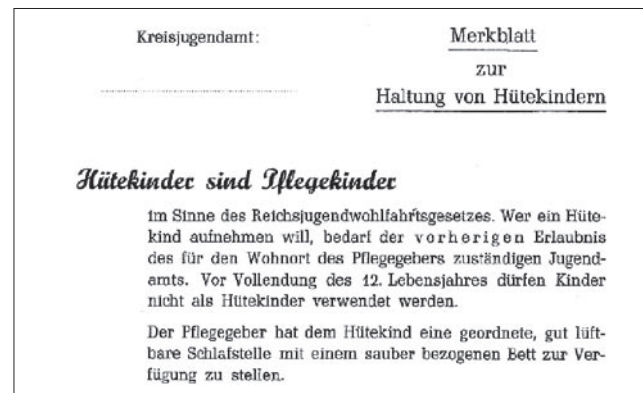 Kreisjugendamt:
Merkblatt
zur
Haltung von Hütekindern
Hütekinder sind Pflegekinder
im Sinne des Reichsjugendwohlfahrtsgesetzes. Wer ein Hüte-
kind aufnehmen will, bedarf der vorherigen Erlaubnis
des für den Wohnort des Pflegegebers zuständigen Jugend-
amts. Vor Vollendung des 12. Lebensjahres dürfen Kinder
nicht als Hütekinder verwendet werden.
Der Pflegegeber hat dem Hütekind eine geordnete, gut lüft-
bare Schlafstelle mit einem sauber bezogenen Bett zur Ver-
fügung zu stellen.